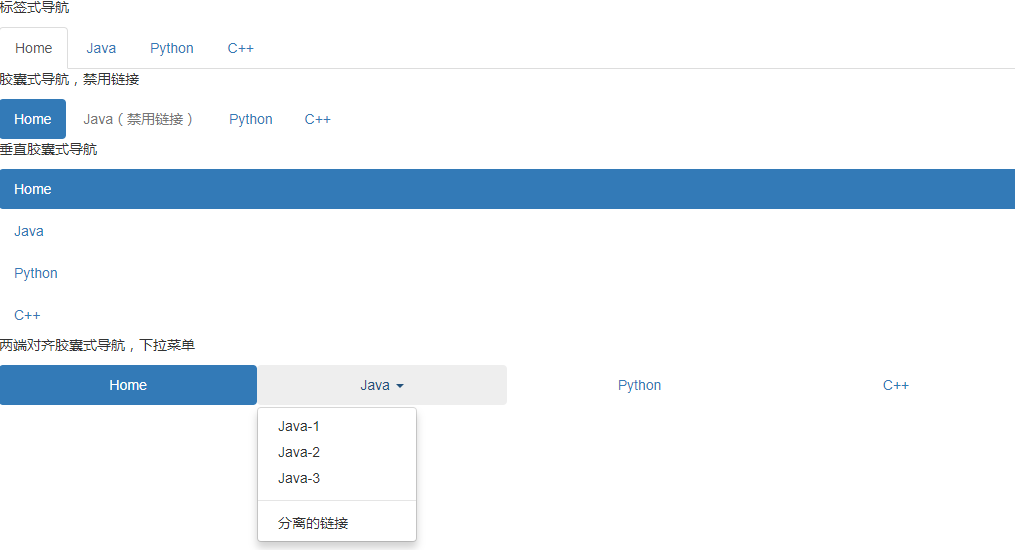 标签式导航
Home Java Python C++
胶囊式导航，禁用链接
Home Java（禁用链接） Python C++
垂直胶囊式导航
Home
Java
Python
C++
两端对齐胶囊式导航，下拉菜单
Home Java Python C++
Java-1
Java-2
Java-3
分离的链接